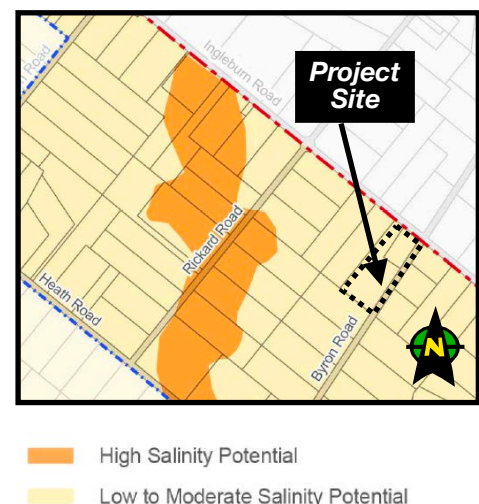 Ingleburn Road
Project
Site
Road
Rickard Road
Heath Road
Byron Road
N
High Salinity Potential
Low to Moderate Salinity Potential